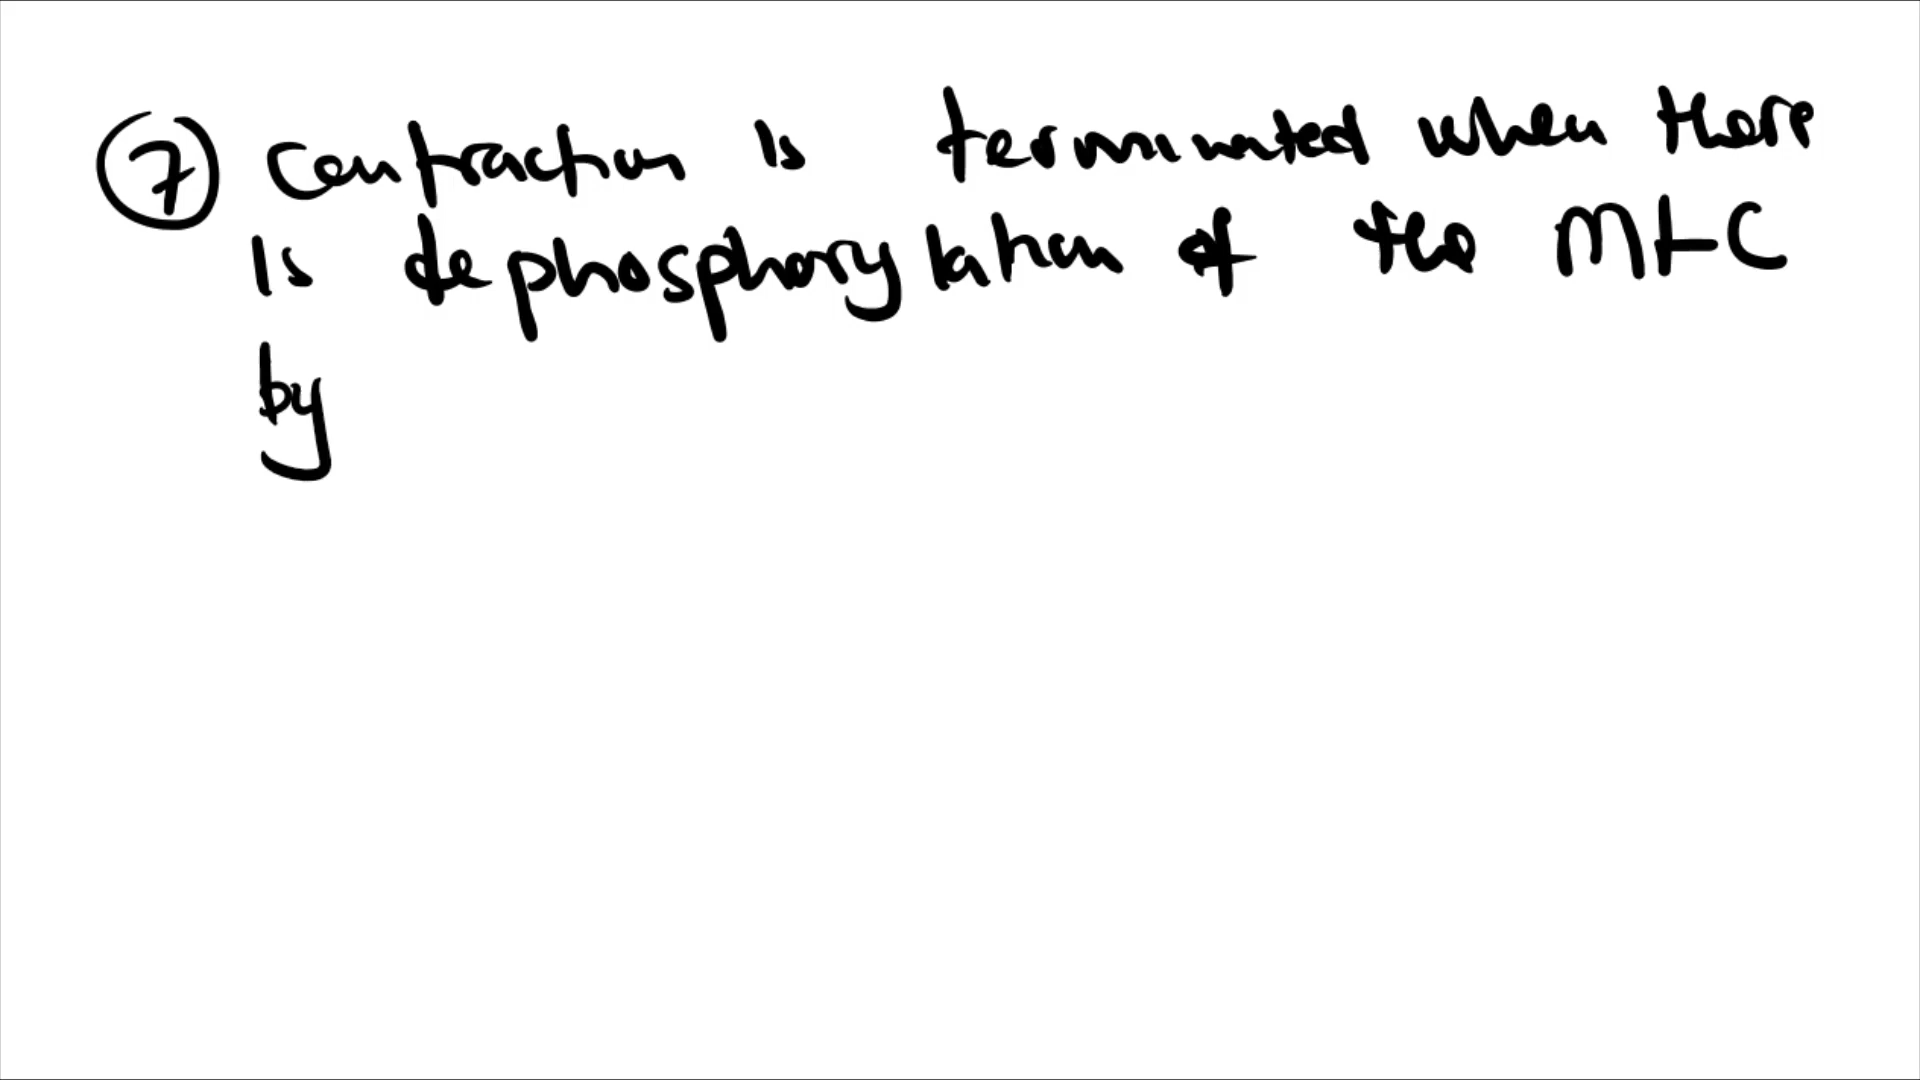 ⑦ Contraction is terminated when there
Is dephosphorylation of the MLC
by